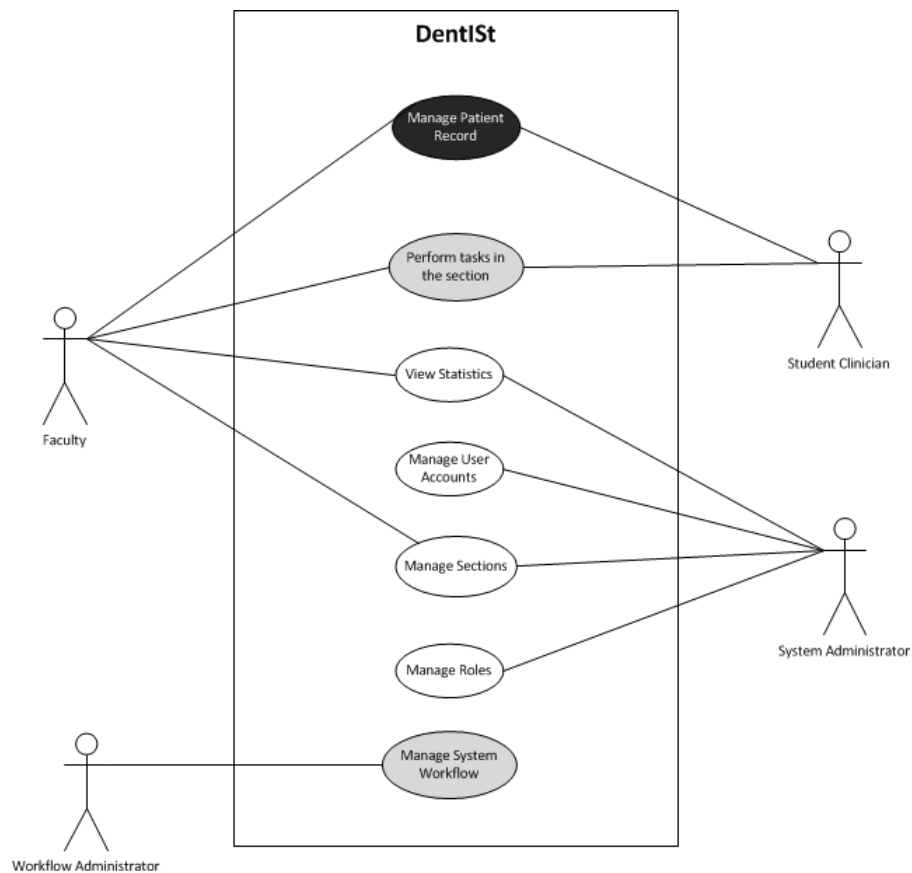 DentISt
Manage Patient
Record
Perform tasks in
the section
Student Clinician
View Statistics
Faculty
Manage User
Accounts
Manage Sections
System Administrator
Manage Roles
Manage System
Workflow
Workflow Administrator